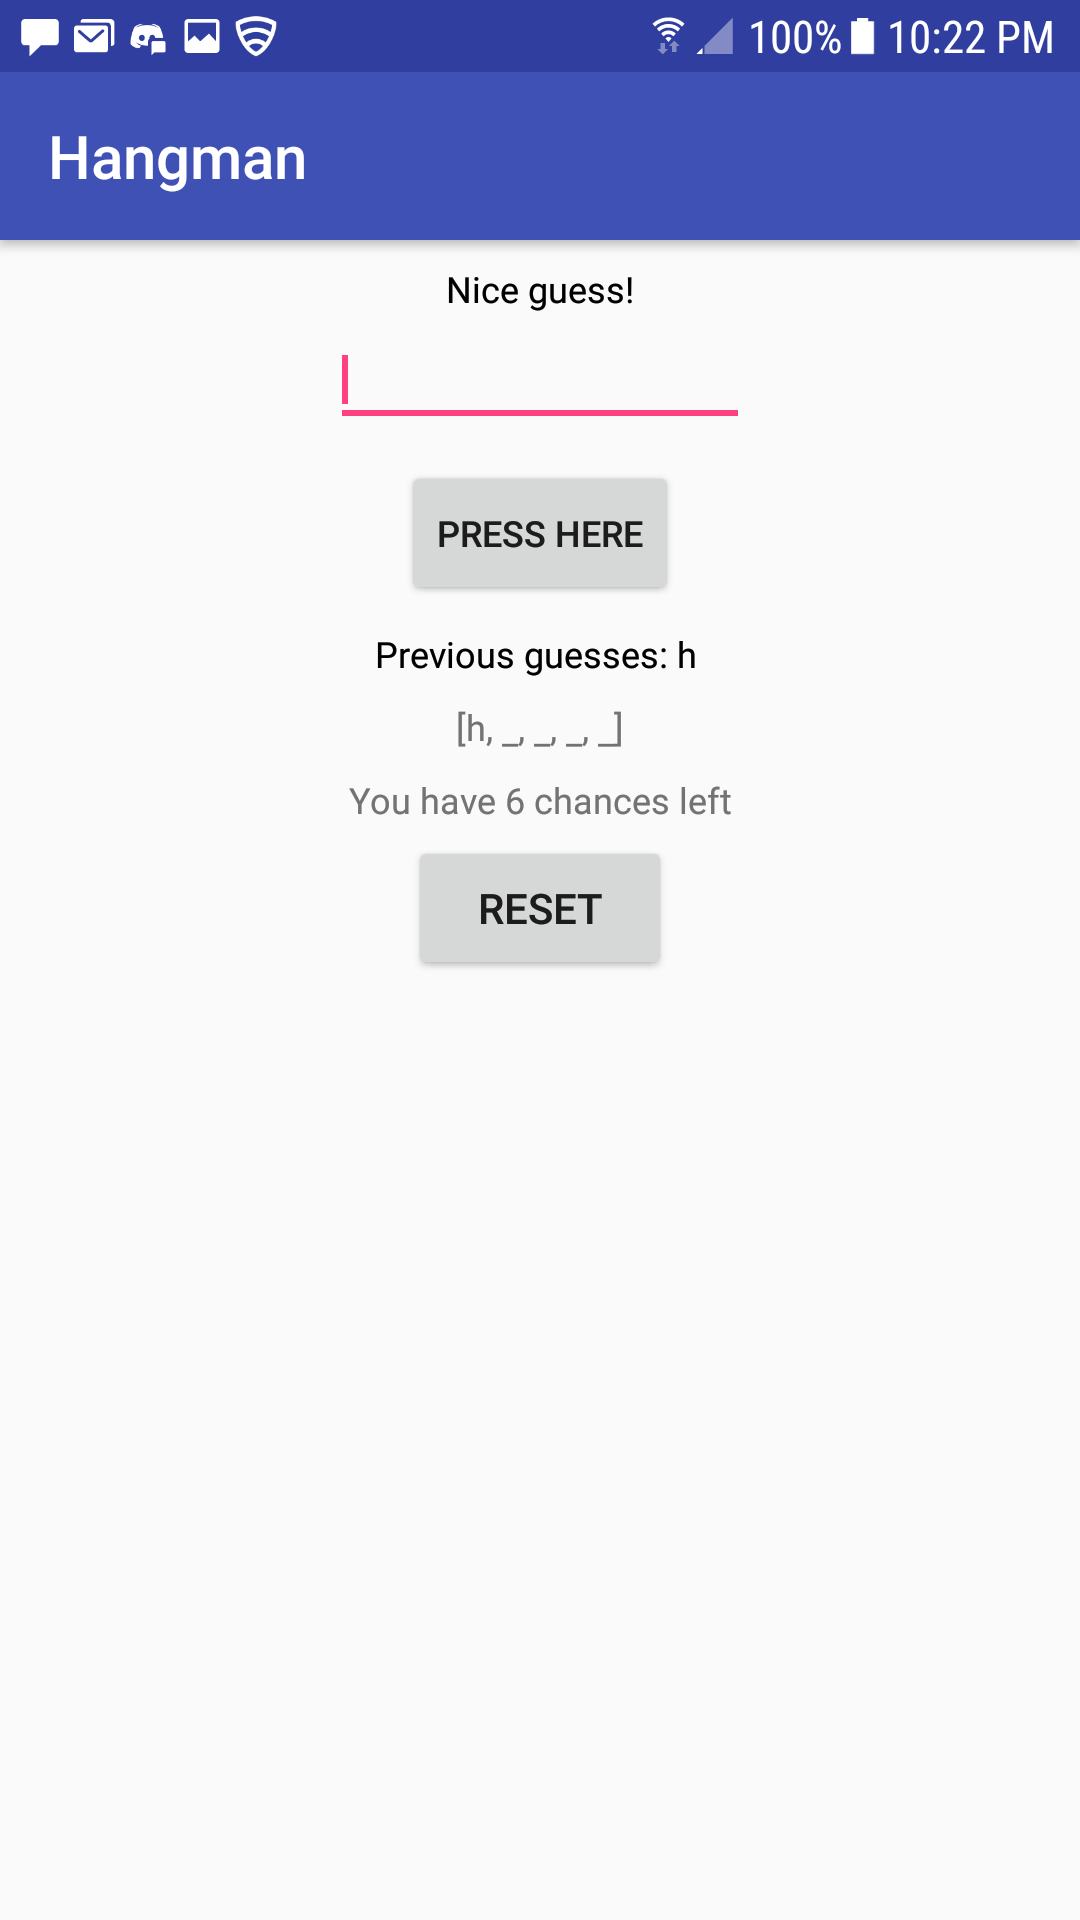 100% 10:22 PM
Hangman
Nice guess!
PRESS HERE
Previous guesses: h
[h, _, _, _, _]
You have 6 chances left
RESET